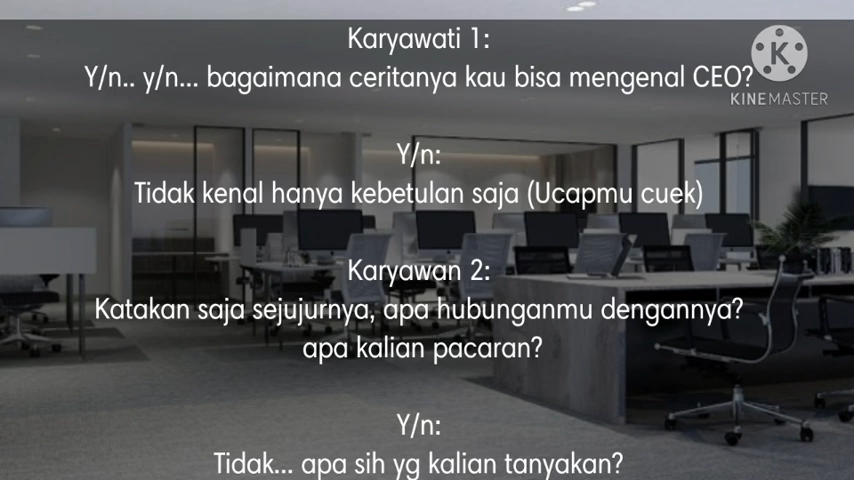 Karyawati 1:
Y/n.. y/n... bagaimana ceritanya kau bisa mengenal CEO?
K
KINEMASTER
Y/n:
Tidak kenal hanya kebetulan saja (Ucapmu cuek)
Karyawan 2:
Katakan saja sejujurnya, apa hubunganmu dengannya?
apa kalian pacaran?
Y/n:
Tidak... apa sih yg kalian tanyakan?